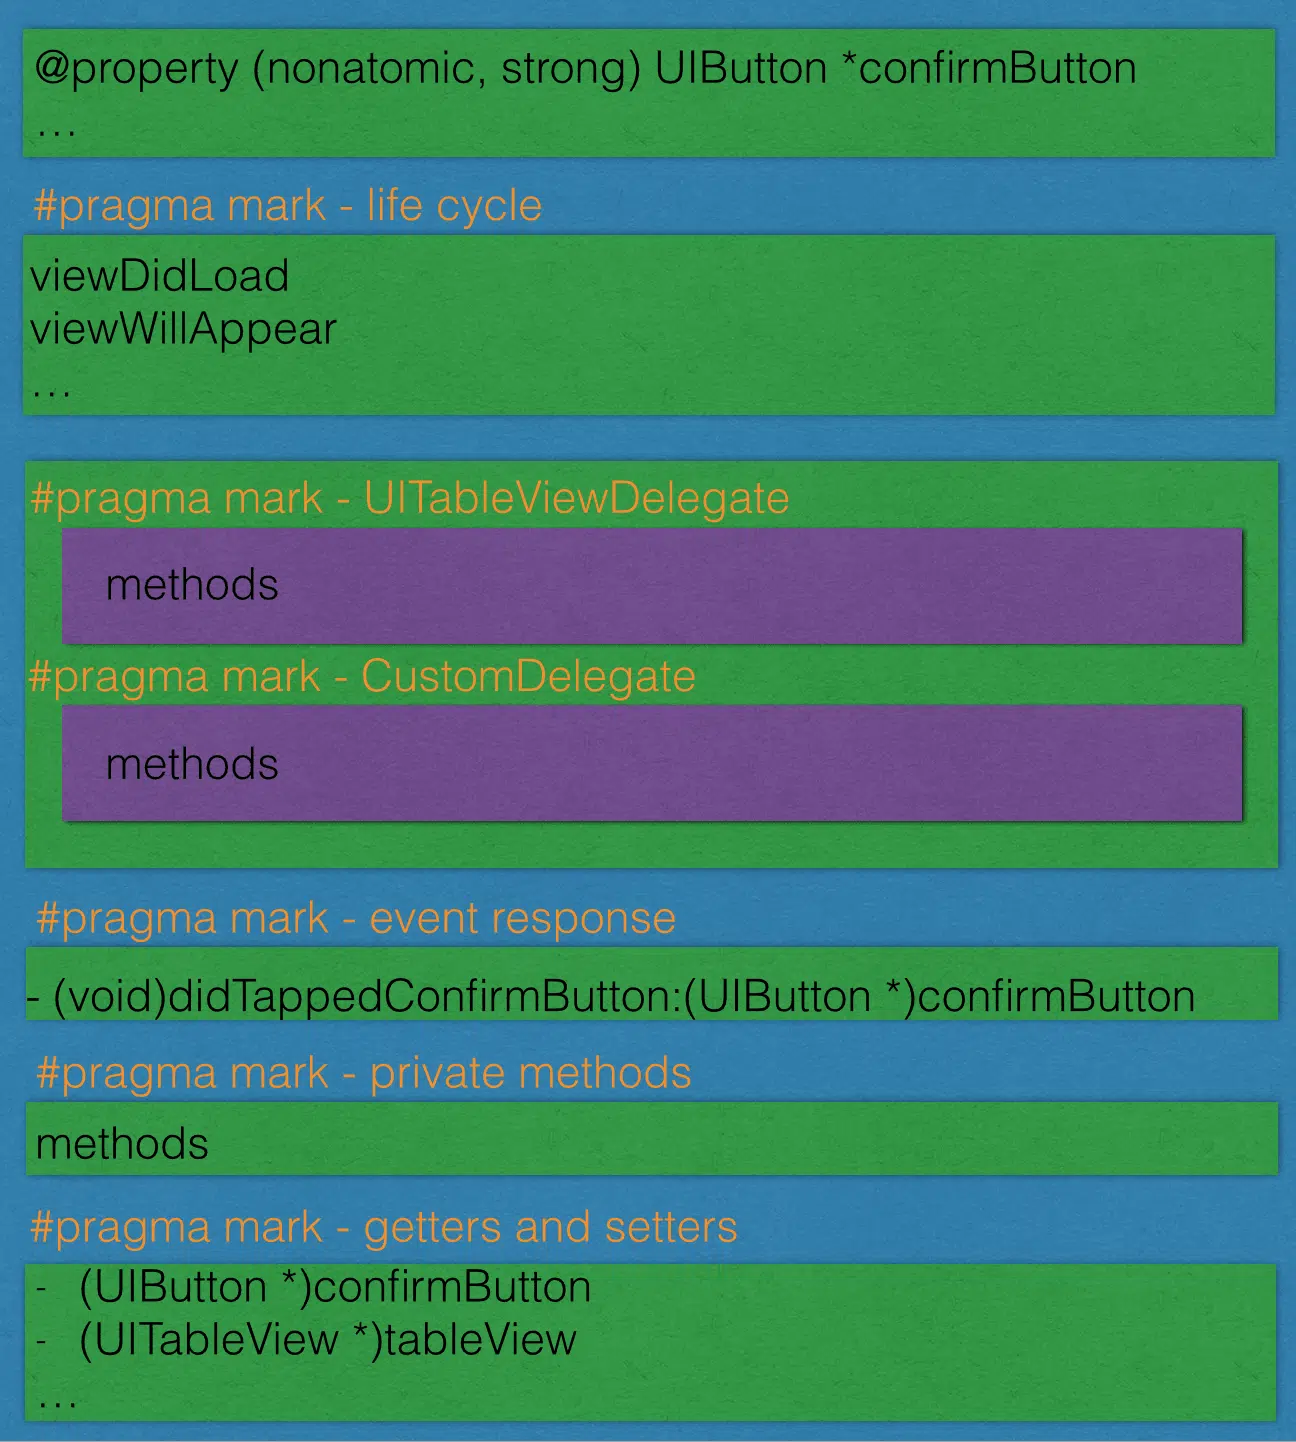 @property (nonatomic, strong) UIButton *confirmButton
...
#pragma mark - life cycle
viewDidLoad
viewWillAppear
...
#pragma mark - UITableViewDelegate
methods
#pragma mark - CustomDelegate
methods
#pragma mark - event response
- (void)didTappedConfirmButton:(UIButton *)confirmButton
#pragma mark - private methods
methods
#pragma mark - getters and setters
- (UIButton *)confirmButton
- (UITableView *)tableView
...